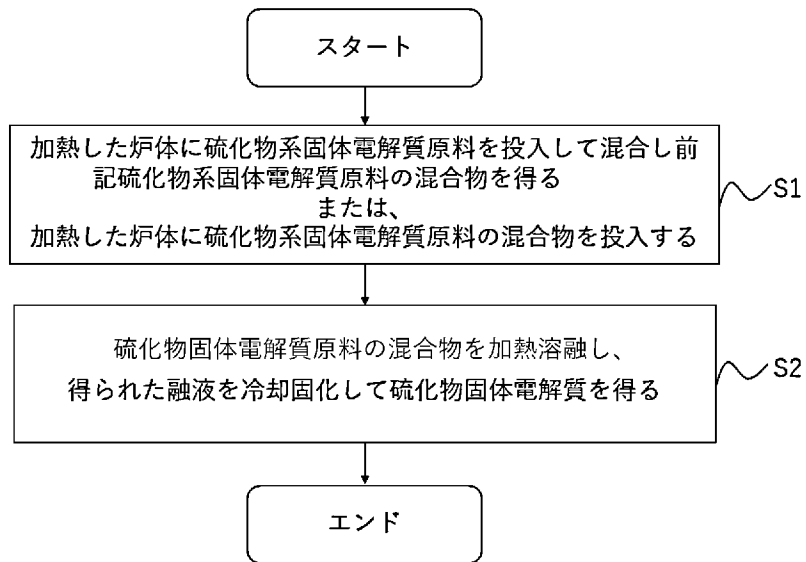 スタート
加熱した炉体に硫化物系固体電解質原料を投入して混合し前
記硫化物系固体電解質原料の混合物を得る
または、
加熱した炉体に硫化物系固体電解質原料の混合物を投入する
S1
硫化物固体電解質原料の混合物を加熱溶融し、
得られた融液を冷却固化して硫化物固体電解質を得る
S2
エンド